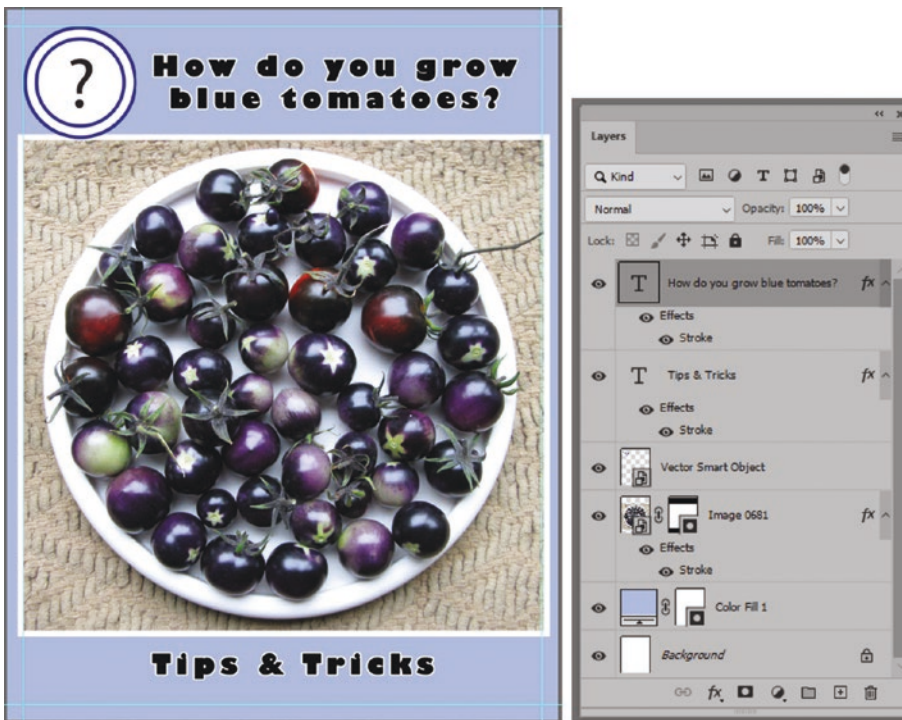 ?
How do you grow
blue tomatoes?
Tips & Tricks
Layers
Kind
Normal
Opacity: 100%
Lock:
Fill: 100%
T How do you grow blue tomatoes? fx
Effects
Stroke
T Tips & Tricks fx
Effects
Stroke
Vector Smart Object
Image 0681 fx
Effects
Stroke
Color Fill 1
Background
fx